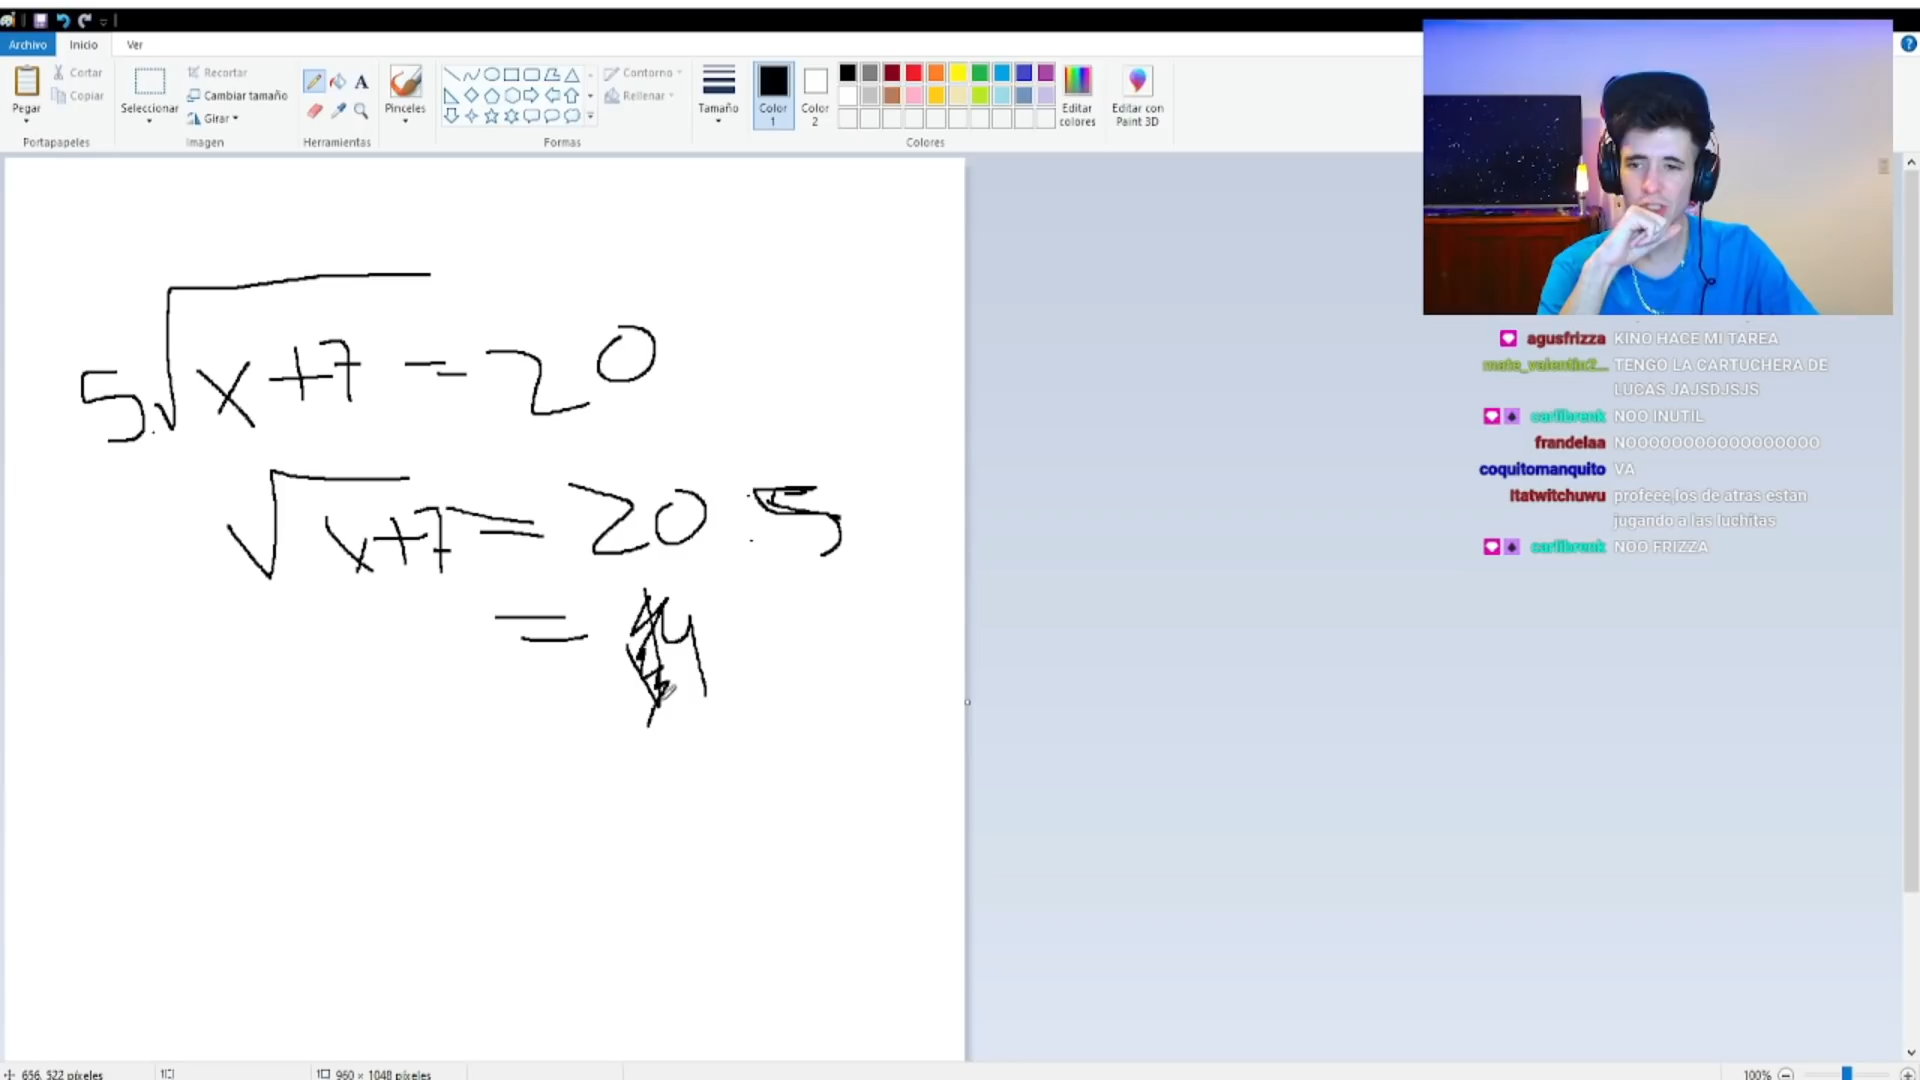 Archivo Inicio Ver
Pegar
Cortar
Copiar
Portapapeles
Seleccionar
Recortar
Cambiar tamaño
Girar
Imagen
A
Herramientas
Pinceles
Contorno
Rellenar
Formas
Tamaño
Color 1
Color 2
Editar colores
Editar con Paint 3D
Colores
5.√x+7 = 20
√x+7 = 20 : 5
= 4
agusfrizza KINO HACE MI TAREA
mate_valentin2... TENGO LA CARTUCHERA DE
LUCAS JAJSDJSJS
carlibrenk NOO INUTIL
frandelaa NOOOOOOOOOOOOOOOOO
coquitomanquito VA
Itatwitchuwu profeee los de atras estan
jugando a las luchitas
carlibrenk NOO FRIZZA
656, 522 píxeles
960 × 1048 píxeles
100%